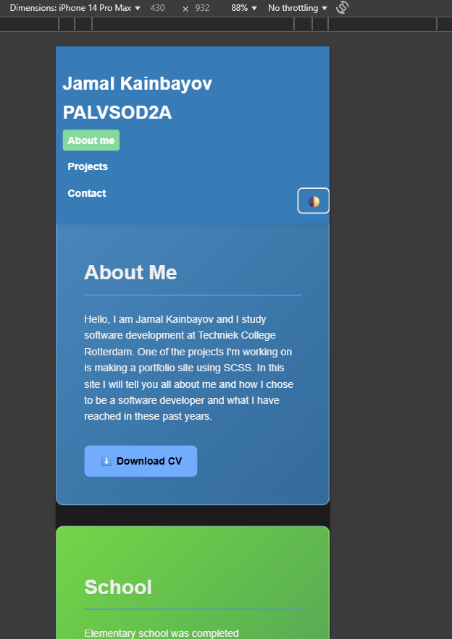 Dimensions: iPhone 14 Pro Max 430 × 932 88% No throttling
Jamal Kainbayov
PALVSOD2A
About me
Projects
Contact
About Me
Hello, I am Jamal Kainbayov and I study
software development at Techniek College
Rotterdam. One of the projects I'm working on
is making a portfolio site using SCSS. In this
site I will tell you all about me and how I chose
to be a software developer and what I have
reached in these past years.
Download CV
School
Elementary school was completed